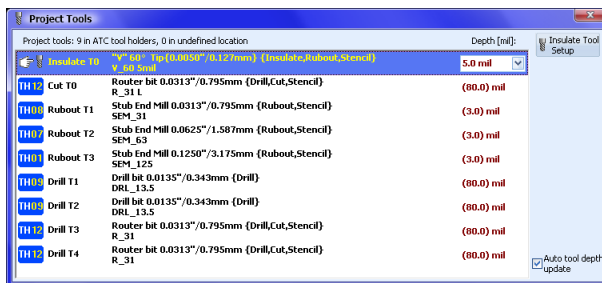 Project Tools
Project tools: 9 in ATC tool holders, 0 in undefined location
Depth [mil]:
Insulate Tool
Setup
Insulate T0
"V" 60° Tip{0.0050"/0.127mm} {Insulate,Rubout,Stencil}
V_60 5mil
5.0 mil
TH12 Cut T0
Router bit 0.0313"/0.795mm {Drill,Cut,Stencil}
R_31 L
(80.0) mil
TH08 Rubout T1
Stub End Mill 0.0313"/0.795mm {Rubout,Stencil}
SEM_31
(3.0) mil
TH07 Rubout T2
Stub End Mill 0.0625"/1.587mm {Rubout,Stencil}
SEM_63
(3.0) mil
TH01 Rubout T3
Stub End Mill 0.1250"/3.175mm {Rubout,Stencil}
SEM_125
(3.0) mil
TH09 Drill T1
Drill bit 0.0135"/0.343mm {Drill}
DRL_13.5
(80.0) mil
TH09 Drill T2
Drill bit 0.0135"/0.343mm {Drill}
DRL_13.5
(80.0) mil
TH12 Drill T3
Router bit 0.0313"/0.795mm {Drill,Cut,Stencil}
R_31
(80.0) mil
TH12 Drill T4
Router bit 0.0313"/0.795mm {Drill,Cut,Stencil}
R_31
(80.0) mil
Auto tool depth
update